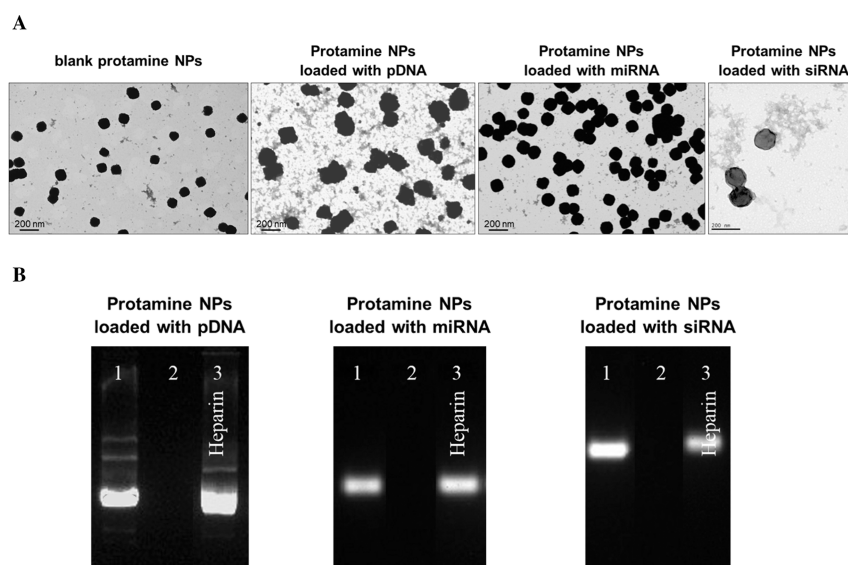 A
blank protamine NPs
Protamine NPs
loaded with pDNA
Protamine NPs
loaded with miRNA
Protamine NPs
loaded with siRNA
200 nm
200 nm
200 nm
200 nm
B
Protamine NPs
loaded with pDNA
Protamine NPs
loaded with miRNA
Protamine NPs
loaded with siRNA
1 2 3
Heparin
1 2 3
Heparin
1 2 3
Heparin